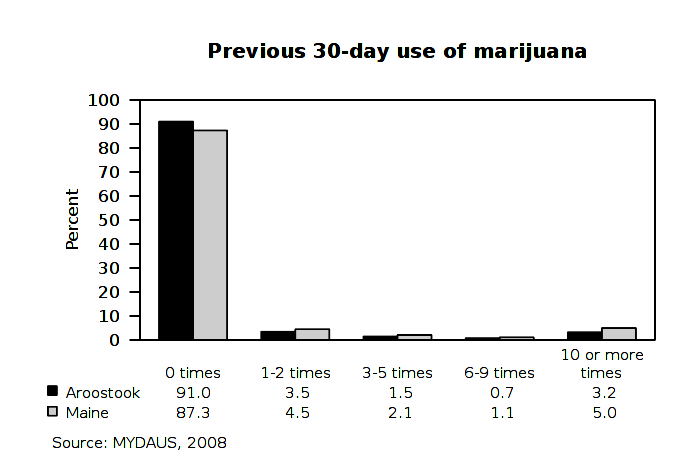 Previous 30-day use of marijuana
100
90
80
70
60
50
40
30
20
10
0
Percent
0 times 1-2 times 3-5 times 6-9 times 10 or more times
Aroostook 91.0 3.5 1.5 0.7 3.2
Maine 87.3 4.5 2.1 1.1 5.0
Source: MYDAUS, 2008